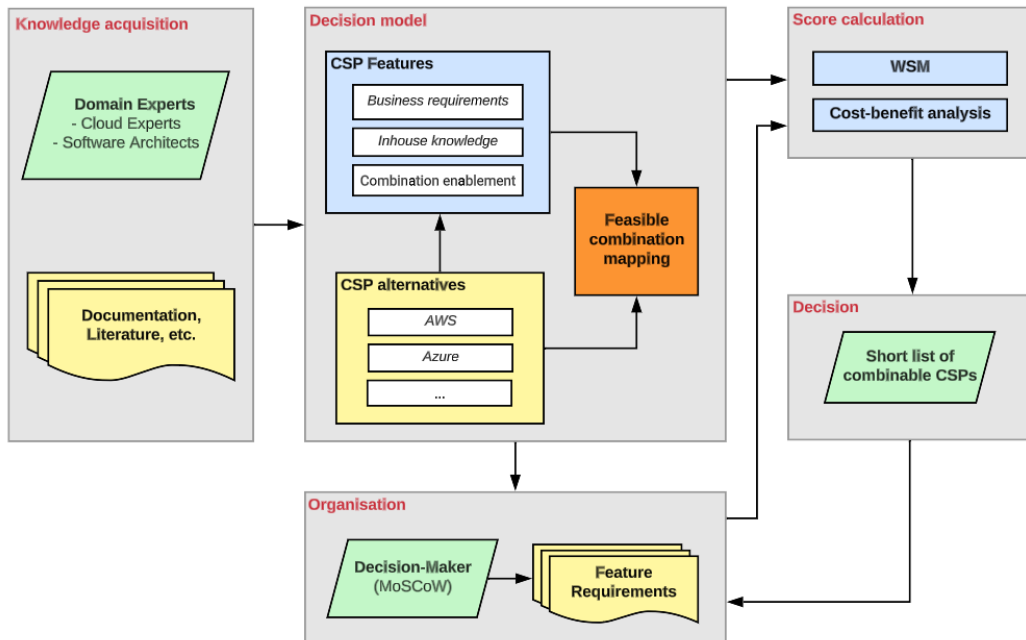 Knowledge acquisition
Domain Experts
- Cloud Experts
- Software Architects
Documentation,
Literature, etc.
Decision model
CSP Features
Business requirements
Inhouse knowledge
Combination enablement
Feasible
combination
mapping
CSP alternatives
AWS
Azure
...
Score calculation
WSM
Cost-benefit analysis
Decision
Short list of
combinable CSPs
Organisation
Decision-Maker
(MoSCoW)
Feature
Requirements